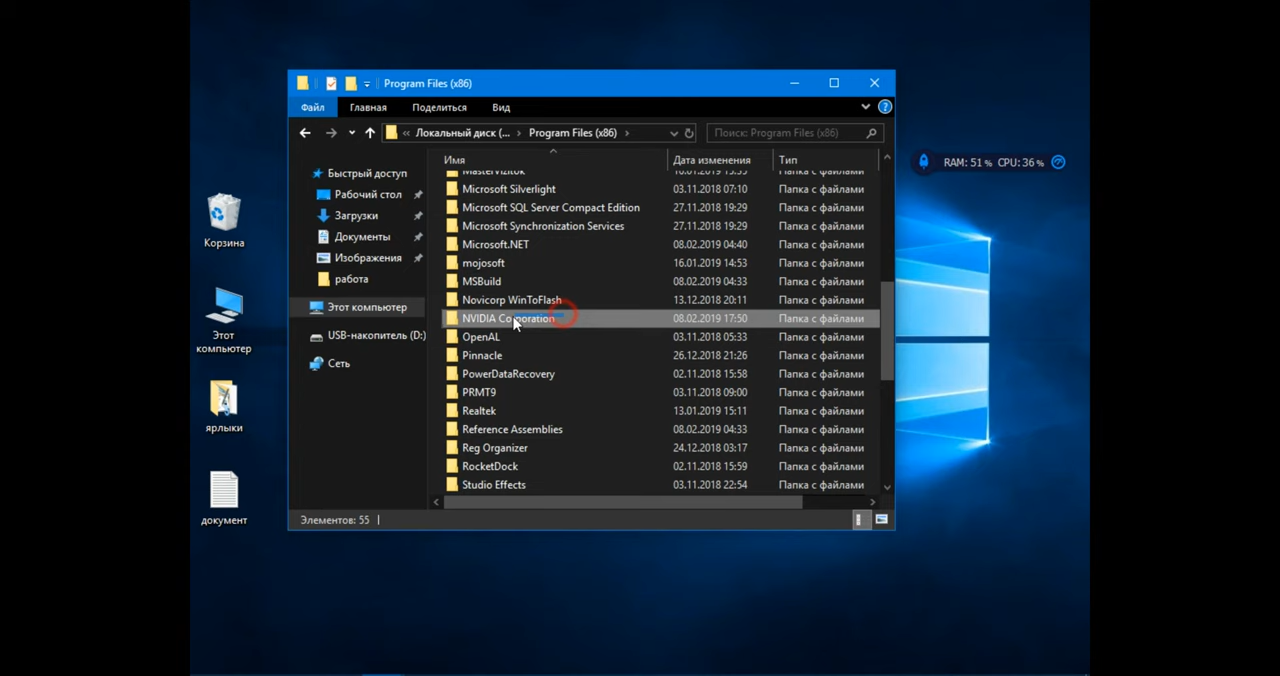 Program Files (x86)
Файл Главная Поделиться Вид
« Локальный диск (... › Program Files (x86) › Поиск: Program Files (x86)
RAM: 51% CPU: 36%
Корзина
Этот
компьютер
ярлыки
документ
Быстрый доступ
Рабочий стол
Загрузки
Документы
Изображения
работа
Этот компьютер
USB-накопитель (D:)
Сеть
Имя Дата изменения Тип
Microsoft Silverlight 03.11.2018 07:10 Папка с файлами
Microsoft SQL Server Compact Edition 27.11.2018 19:29 Папка с файлами
Microsoft Synchronization Services 27.11.2018 19:29 Папка с файлами
Microsoft.NET 08.02.2019 04:40 Папка с файлами
mojosoft 16.01.2019 14:53 Папка с файлами
MSBuild 08.02.2019 04:33 Папка с файлами
Novicorp WinToFlash 13.12.2018 20:11 Папка с файлами
NVIDIA Corporation 08.02.2019 17:50 Папка с файлами
OpenAL 03.11.2018 05:33 Папка с файлами
Pinnacle 26.12.2018 21:26 Папка с файлами
PowerDataRecovery 02.11.2018 15:58 Папка с файлами
PRMT9 03.11.2018 09:00 Папка с файлами
Realtek 13.01.2019 15:11 Папка с файлами
Reference Assemblies 08.02.2019 04:33 Папка с файлами
Reg Organizer 24.12.2018 03:17 Папка с файлами
RocketDock 02.11.2018 15:59 Папка с файлами
Studio Effects 03.11.2018 22:54 Папка с файлами
Элементов: 55